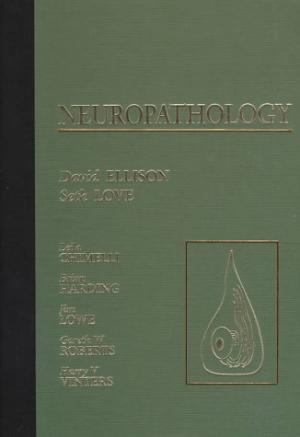 NEUROPATHOLOGY
David ELLISON
Seth LOVE
Leila
CHIMELLI
Brian
HARDING
Jim
LOWE
Gareth W
ROBERTS
Harry V
VINTERS